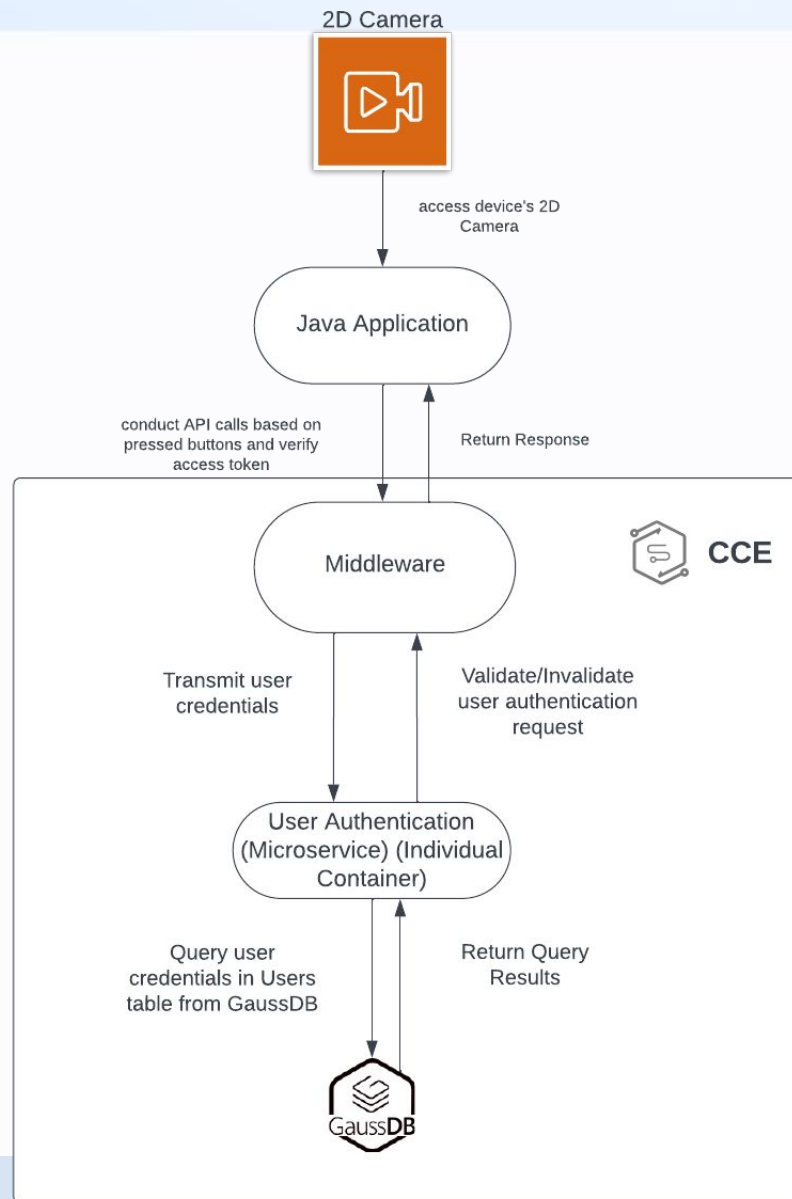 2D Camera
access device's 2D
Camera
Java Application
conduct API calls based on
pressed buttons and verify
access token
Return Response
Middleware
CCE
Transmit user
credentials
Validate/Invalidate
user authentication
request
User Authentication
(Microservice) (Individual
Container)
Query user
credentials in Users
table from GaussDB
Return Query
Results
GaussDB